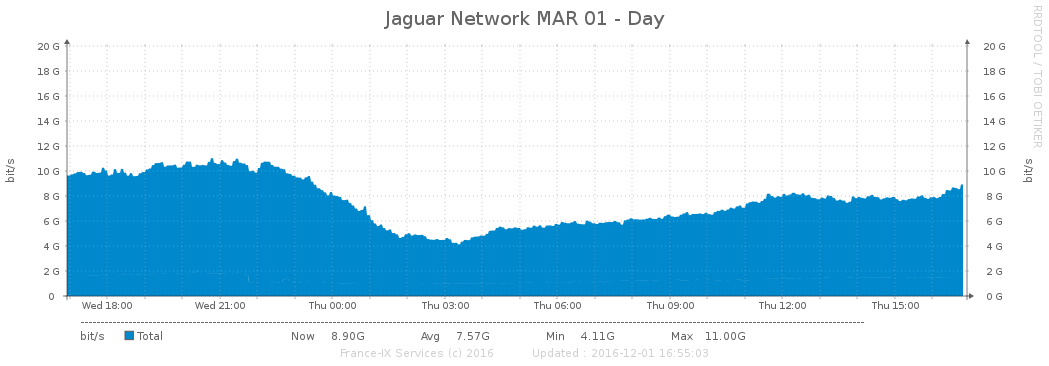 Jaguar Network MAR 01 - Day
RRDTOOL / TOBI OETIKER
bit/s
bit/s
20 G 20 G
18 G 18 G
16 G 16 G
14 G 14 G
12 G 12 G
10 G 10 G
8 G 8 G
6 G 6 G
4 G 4 G
2 G 2 G
0 0 G
Wed 18:00 Wed 21:00 Thu 00:00 Thu 03:00 Thu 06:00 Thu 09:00 Thu 12:00 Thu 15:00
bit/s Total Now 8.90G Avg 7.57G Min 4.11G Max 11.00G
France-IX Services (c) 2016 Updated : 2016-12-01 16:55:03